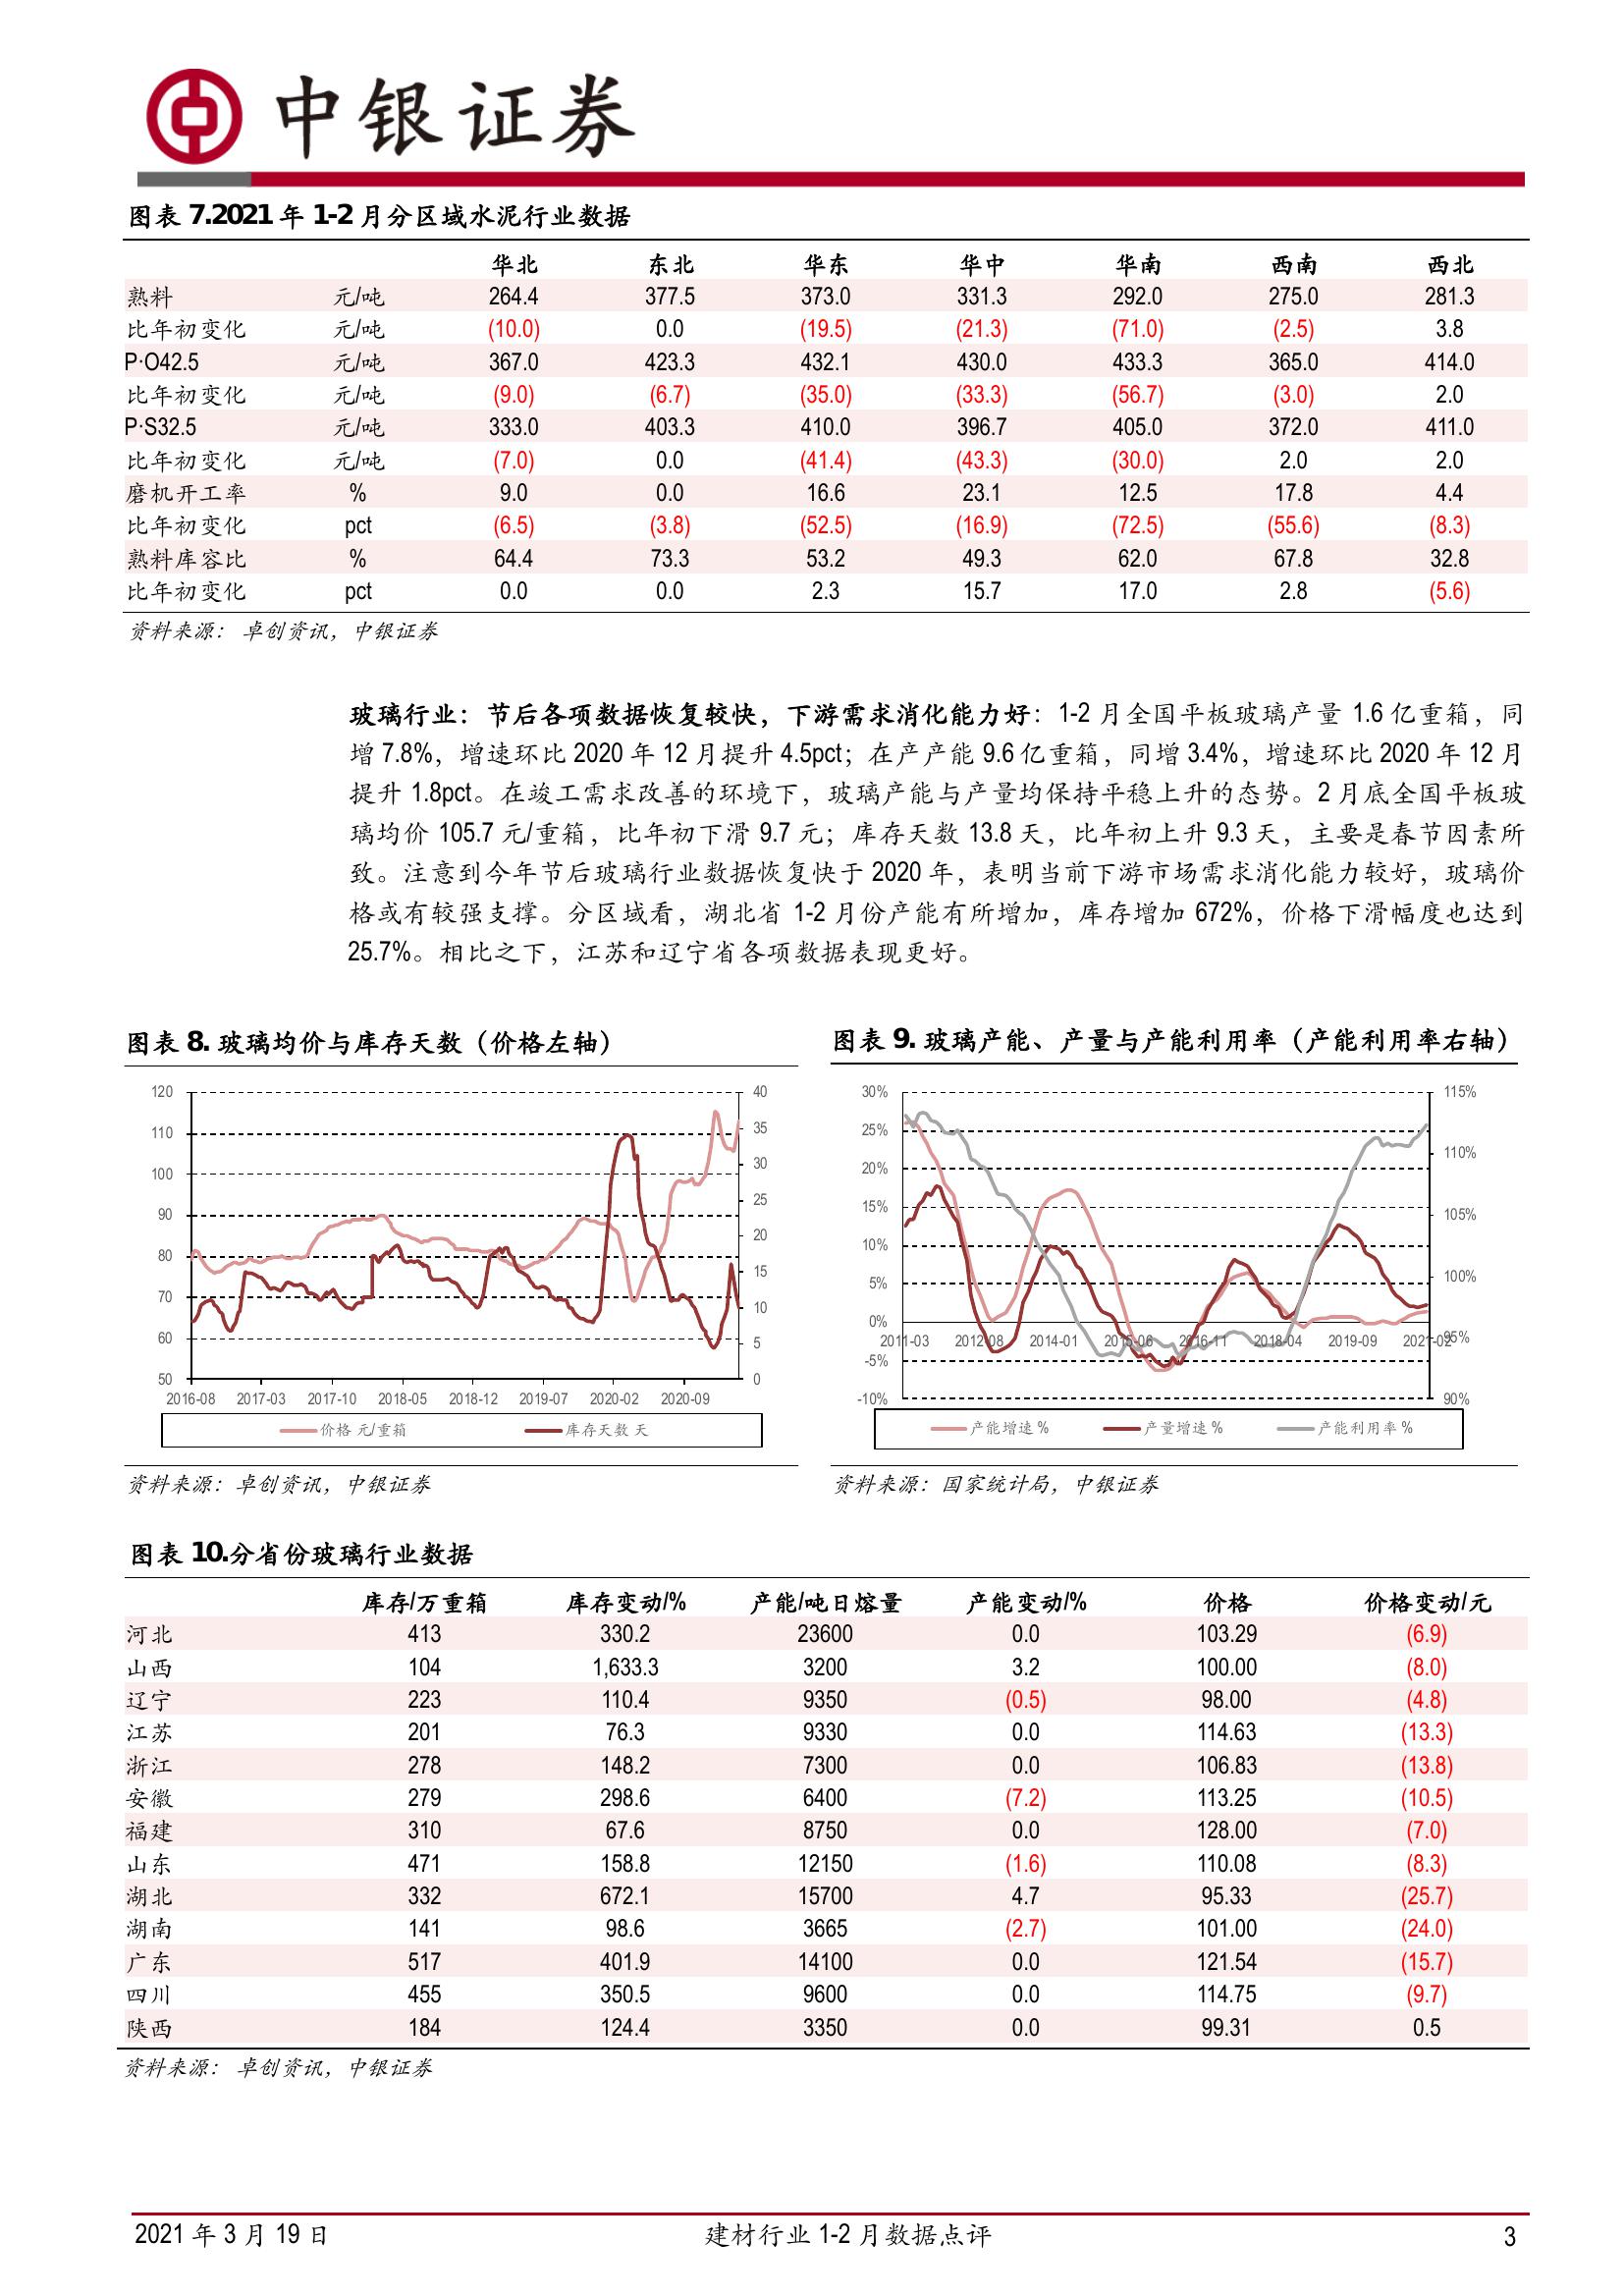 中银证券
图表 7.2021 年 1-2 月分区域水泥行业数据
华北 东北 华东 华中 华南 西南 西北
熟料 元/吨 264.4 377.5 373.0 331.3 292.0 275.0 281.3
比年初变化 元/吨 (10.0) 0.0 (19.5) (21.3) (71.0) (2.5) 3.8
P·O42.5 元/吨 367.0 423.3 432.1 430.0 433.3 365.0 414.0
比年初变化 元/吨 (9.0) (6.7) (35.0) (33.3) (56.7) (3.0) 2.0
P·S32.5 元/吨 333.0 403.3 410.0 396.7 405.0 372.0 411.0
比年初变化 元/吨 (7.0) 0.0 (41.4) (43.3) (30.0) 2.0 2.0
磨机开工率 % 9.0 0.0 16.6 23.1 12.5 17.8 4.4
比年初变化 pct (6.5) (3.8) (52.5) (16.9) (72.5) (55.6) (8.3)
熟料库容比 % 64.4 73.3 53.2 49.3 62.0 67.8 32.8
比年初变化 pct 0.0 0.0 2.3 15.7 17.0 2.8 (5.6)
资料来源： 卓创资讯，中银证券
玻璃行业：节后各项数据恢复较快，下游需求消化能力好：1-2 月全国平板玻璃产量 1.6 亿重箱，同
增 7.8%，增速环比 2020 年 12 月提升 4.5pct；在产产能 9.6 亿重箱，同增 3.4%，增速环比 2020 年 12 月
提升 1.8pct。在竣工需求改善的环境下，玻璃产能与产量均保持平稳上升的态势。2 月底全国平板玻
璃均价 105.7 元/重箱，比年初下滑 9.7 元；库存天数 13.8 天，比年初上升 9.3 天，主要是春节因素所
致。注意到今年节后玻璃行业数据恢复快于 2020 年，表明当前下游市场需求消化能力较好，玻璃价
格或有较强支撑。分区域看，湖北省 1-2 月份产能有所增加，库存增加 672%，价格下滑幅度也达到
25.7%。相比之下，江苏和辽宁省各项数据表现更好。
图表 8. 玻璃均价与库存天数（价格左轴）
120
110
100
90
80
70
60
50
40
35
30
25
20
15
10
5
0
2016-08 2017-03 2017-10 2018-05 2018-12 2019-07 2020-02 2020-09
价格 元/重箱 库存天数 天
资料来源：卓创资讯，中银证券
图表 9. 玻璃产能、产量与产能利用率（产能利用率右轴）
30%
25%
20%
15%
10%
5%
0%
-5%
-10%
115%
110%
105%
100%
95%
90%
2011-03 2012-08 2014-01 2015-06 2016-11 2018-04 2019-09 2021-02
产能增速 % 产量增速 % 产能利用率 %
资料来源：国家统计局，中银证券
图表 10.分省份玻璃行业数据
库存/万重箱 库存变动/% 产能/吨日熔量 产能变动/% 价格 价格变动/元
河北 413 330.2 23600 0.0 103.29 (6.9)
山西 104 1,633.3 3200 3.2 100.00 (8.0)
辽宁 223 110.4 9350 (0.5) 98.00 (4.8)
江苏 201 76.3 9330 0.0 114.63 (13.3)
浙江 278 148.2 7300 0.0 106.83 (13.8)
安徽 279 298.6 6400 (7.2) 113.25 (10.5)
福建 310 67.6 8750 0.0 128.00 (7.0)
山东 471 158.8 12150 (1.6) 110.08 (8.3)
湖北 332 672.1 15700 4.7 95.33 (25.7)
湖南 141 98.6 3665 (2.7) 101.00 (24.0)
广东 517 401.9 14100 0.0 121.54 (15.7)
四川 455 350.5 9600 0.0 114.75 (9.7)
陕西 184 124.4 3350 0.0 99.31 0.5
资料来源： 卓创资讯，中银证券
2021 年 3 月 19 日 建材行业 1-2 月数据点评 3